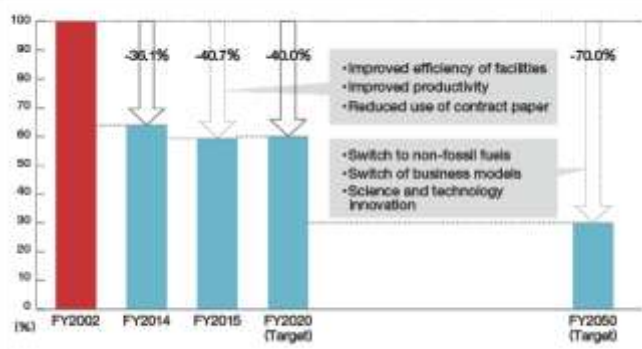 100
90
80
70
60
50
40
30
20
10
0
(%)
-36.1%
-40.7%
-40.0%
-70.0%
•Improved efficiency of facilities
•Improved productivity
•Reduced use of contract paper
•Switch to non-fossil fuels
•Switch of business models
•Science and technology
innovation
FY2002
FY2014
FY2015
FY2020
(Target)
FY2050
(Target)